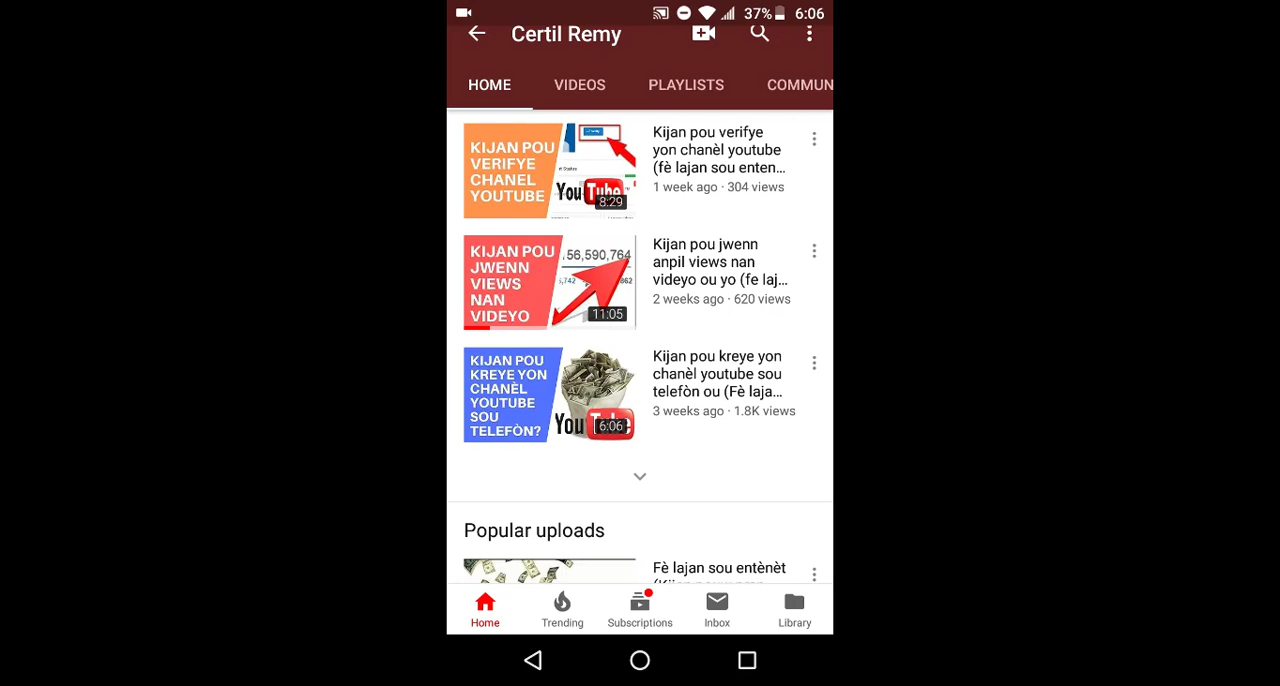 37% 6:06
Certil Remy
HOME VIDEOS PLAYLISTS COMMUN
KIJAN POU
VERIFYE
CHANEL
YOUTUBE
YouTube
8:29
Kijan pou verifye
yon chanèl youtube
(fè lajan sou enten...
1 week ago · 304 views
KIJAN POU
JWENN
VIEWS
NAN
VIDEYO
56,590,764
,742
862
11:05
Kijan pou jwenn
anpil views nan
videyo ou yo (fe laj...
2 weeks ago · 620 views
KIJAN POU
KREYE YON
CHANÈL
YOUTUBE
SOU
TELEFÒN?
YouTube
6:06
Kijan pou kreye yon
chanèl youtube sou
telefòn ou (Fè laja...
3 weeks ago · 1.8K views
Popular uploads
Fè lajan sou entènèt
Home Trending Subscriptions Inbox Library